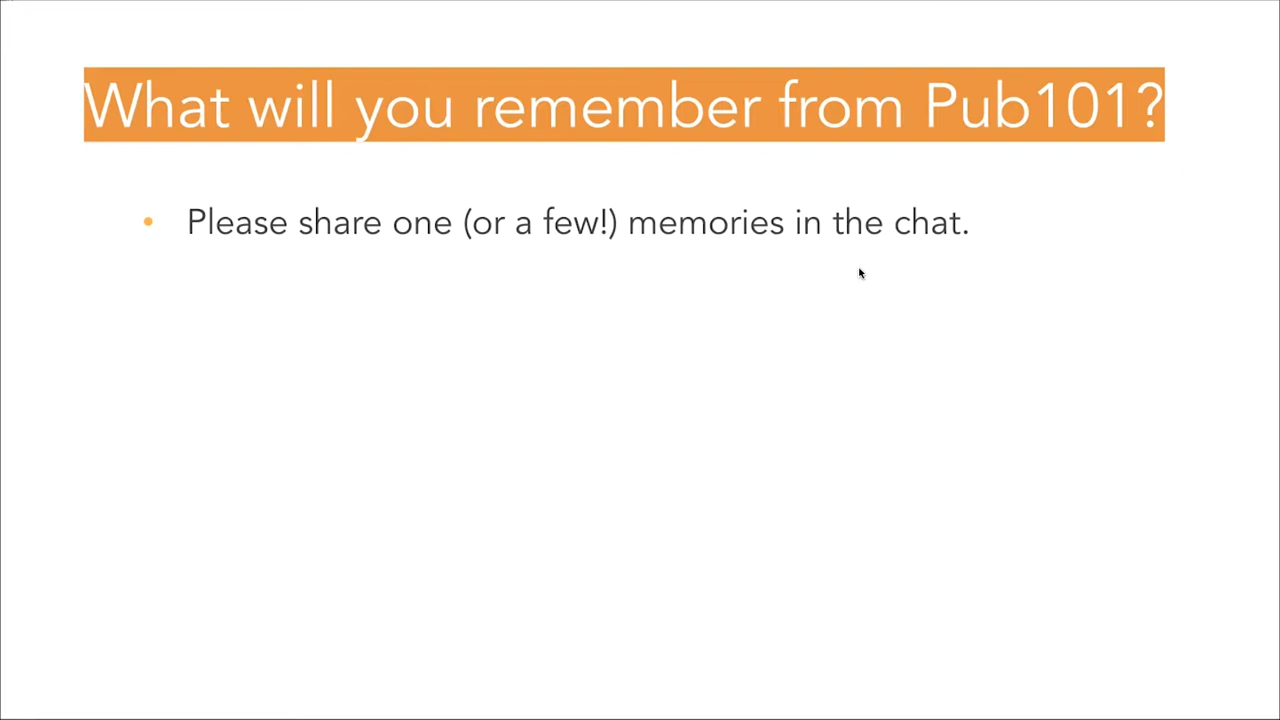 What will you remember from Pub101?
• Please share one (or a few!) memories in the chat.